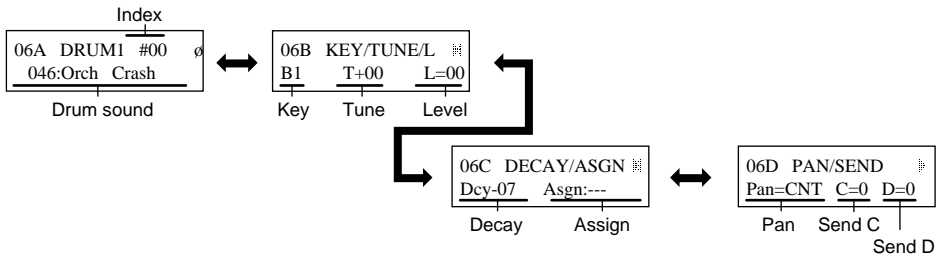 Index
06A DRUM1 #00 ø
046:Orch Crash
Drum sound
06B KEY/TUNE/L
B1 T+00 L=00
Key Tune Level
06C DECAY/ASGN
Dcy-07 Asgn:---
Decay Assign
06D PAN/SEND
Pan=CNT C=0 D=0
Pan Send C
Send D